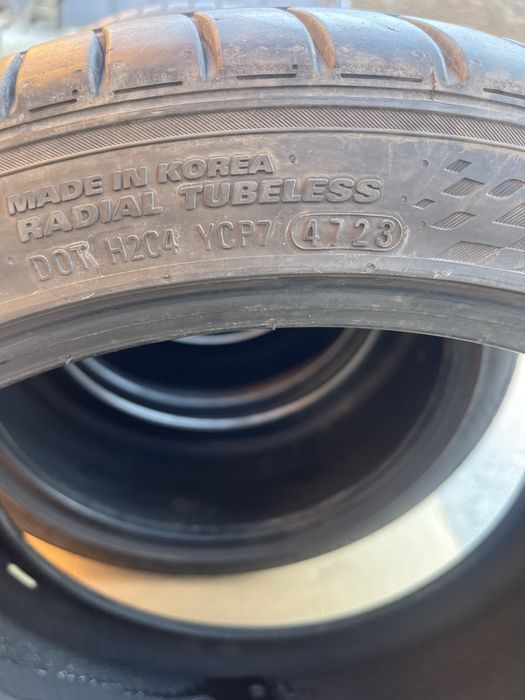 MADE IN KOREA
RADIAL TUBELESS
DOT H2C4 YCP7 4723